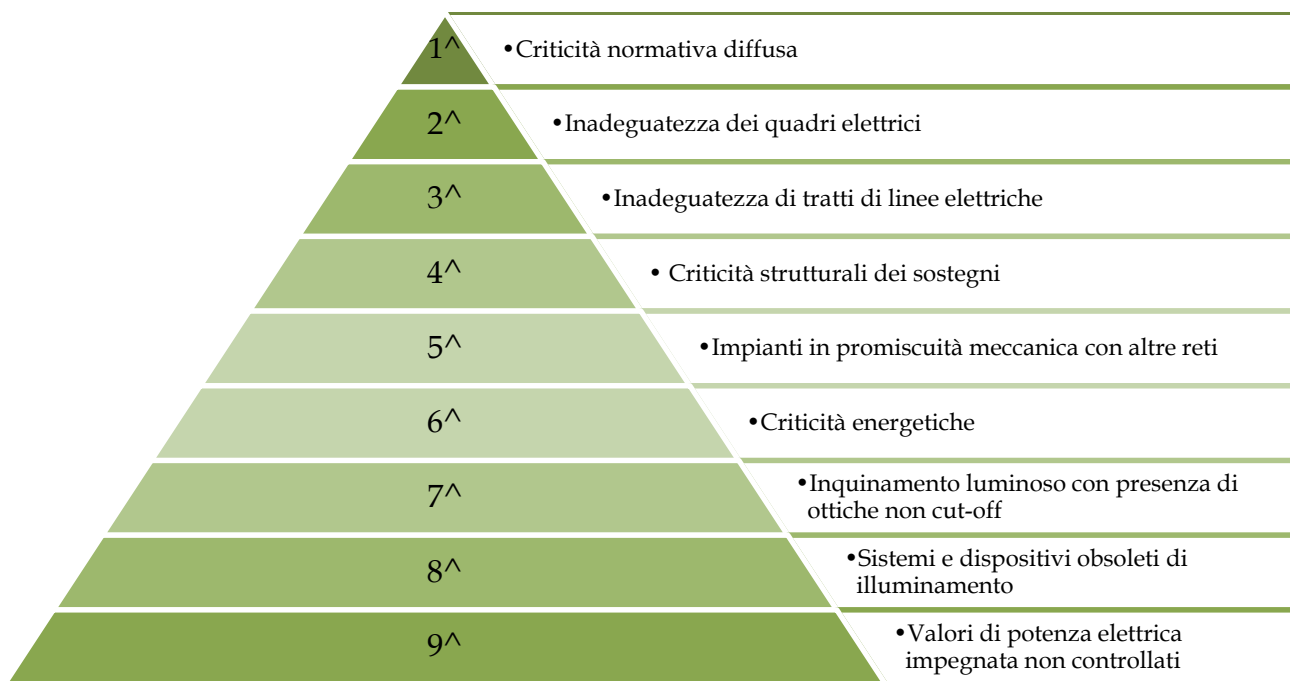 1^
•Criticità normativa diffusa
2^
•Inadeguatezza dei quadri elettrici
3^
•Inadeguatezza di tratti di linee elettriche
4^
• Criticità strutturali dei sostegni
5^
•Impianti in promiscuità meccanica con altre reti
6^
•Criticità energetiche
7^
•Inquinamento luminoso con presenza di
ottiche non cut-off
8^
•Sistemi e dispositivi obsoleti di
illuminamento
9^
•Valori di potenza elettrica
impegnata non controllati